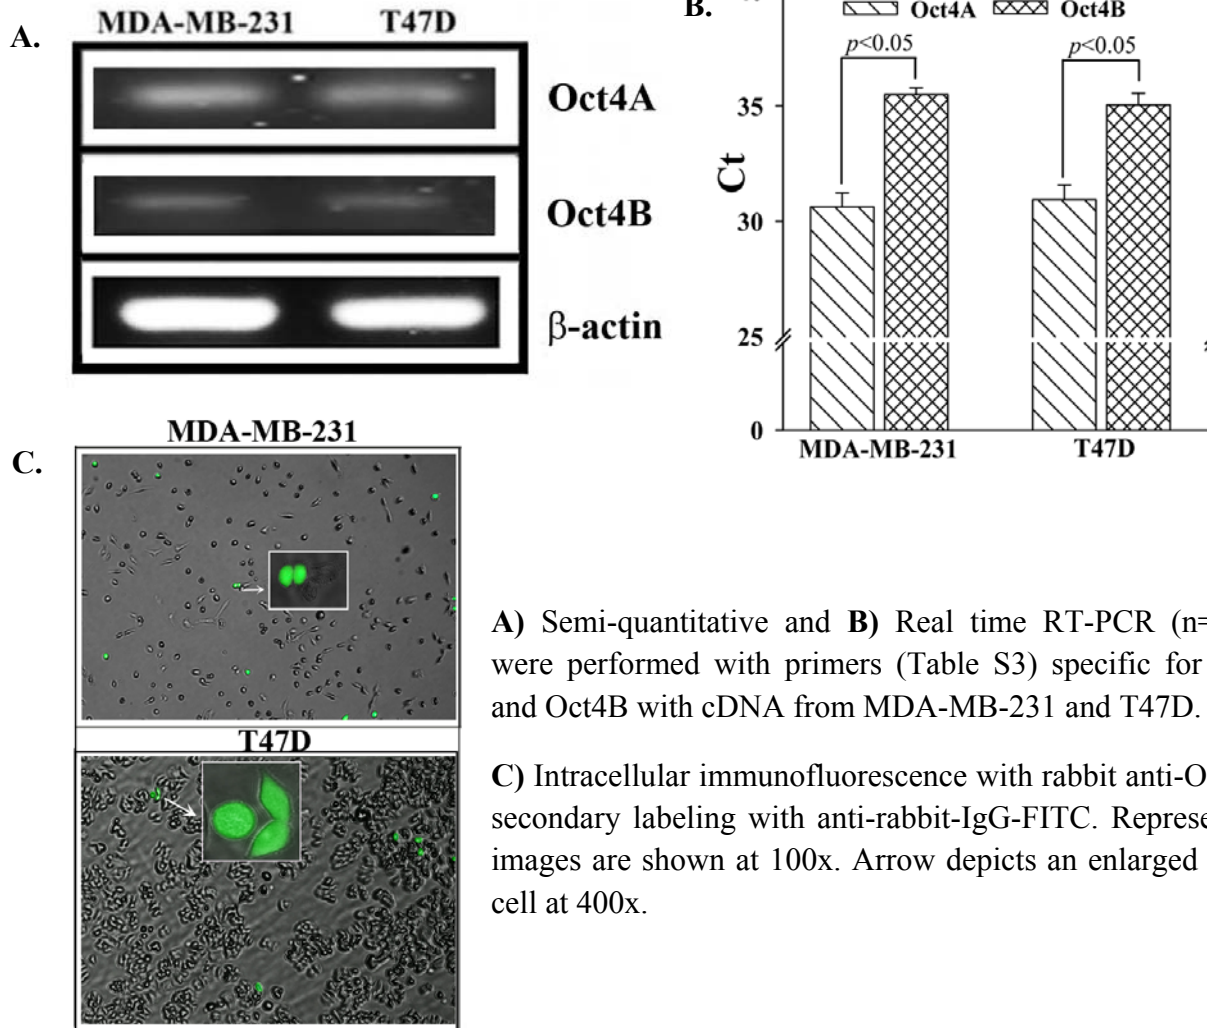 A.
MDA-MB-231 T47D
Oct4A
Oct4B
β-actin
B.
Oct4A Oct4B
p<0.05 p<0.05
35
Ct
30
25
0
MDA-MB-231 T47D
C.
MDA-MB-231
T47D
A) Semi-quantitative and B) Real time RT-PCR (n=
were performed with primers (Table S3) specific for
and Oct4B with cDNA from MDA-MB-231 and T47D.
C) Intracellular immunofluorescence with rabbit anti-O
secondary labeling with anti-rabbit-IgG-FITC. Represe
images are shown at 100x. Arrow depicts an enlarged
cell at 400x.